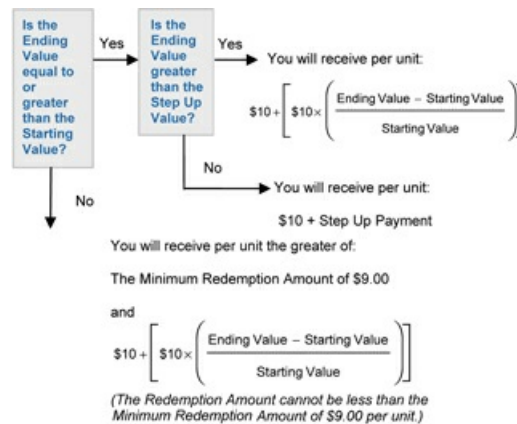 Is the
Ending
Value
equal to
or
greater
than the
Starting
Value?
Yes
Is the
Ending
Value
greater
than the
Step Up
Value?
Yes
You will receive per unit:
$10 + [ $10 × ( Ending Value – Starting Value
Starting Value ) ]
No
You will receive per unit:
$10 + Step Up Payment
No
You will receive per unit the greater of:
The Minimum Redemption Amount of $9.00
and
$10 + [ $10 × ( Ending Value – Starting Value
Starting Value ) ]
(The Redemption Amount cannot be less than the
Minimum Redemption Amount of $9.00 per unit.)